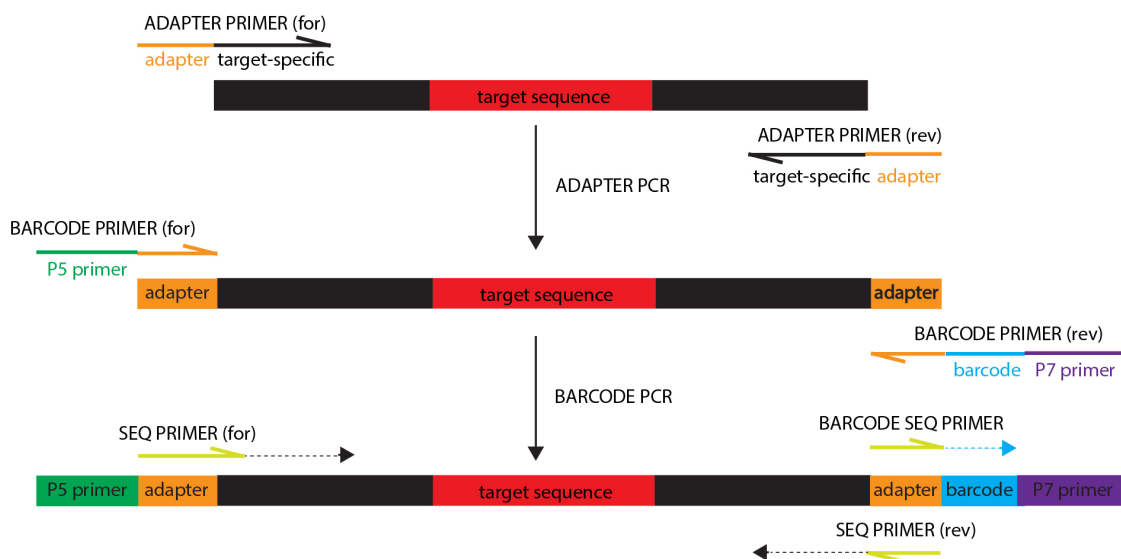 ADAPTER PRIMER (for)
adapter target-specific
target sequence
ADAPTER PRIMER (rev)
target-specific adapter
ADAPTER PCR
BARCODE PRIMER (for)
P5 primer
adapter target sequence adapter
BARCODE PRIMER (rev)
barcode P7 primer
BARCODE PCR
SEQ PRIMER (for)
BARCODE SEQ PRIMER
P5 primer adapter target sequence adapter barcode P7 primer
SEQ PRIMER (rev)